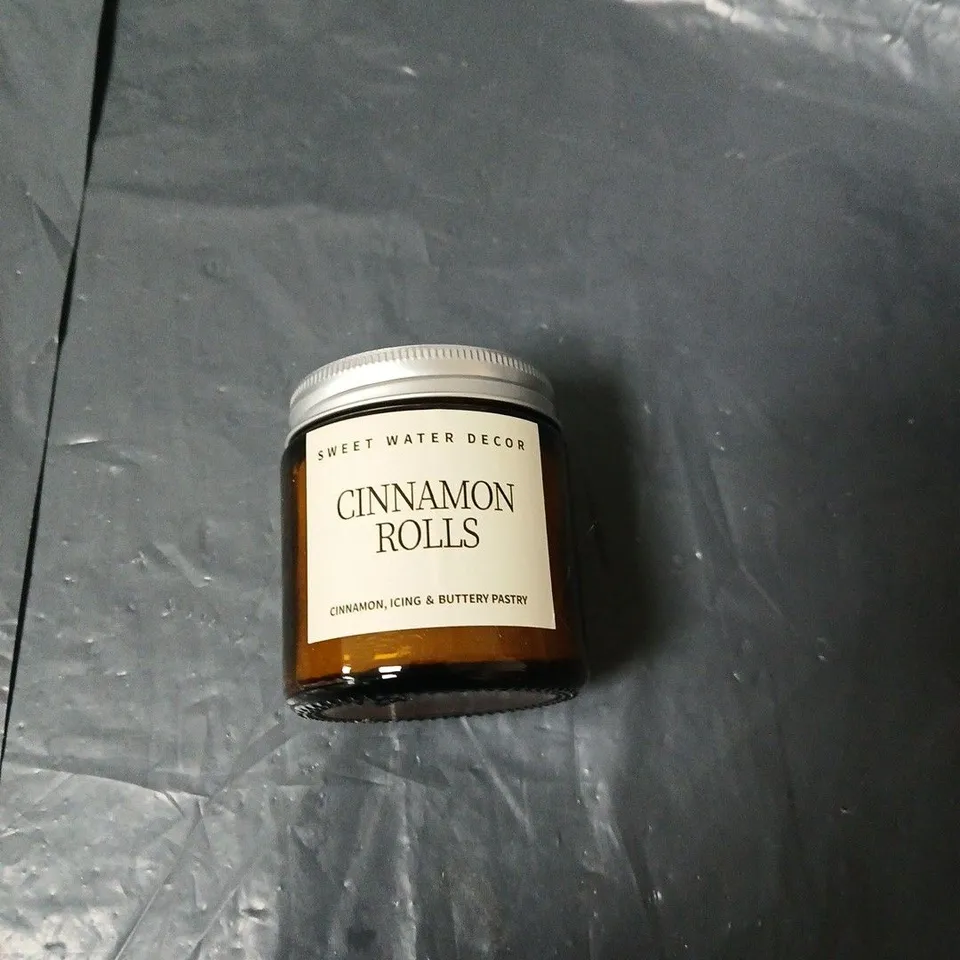 SWEET WATER DECOR
CINNAMON
ROLLS
CINNAMON, ICING & BUTTERY PASTRY